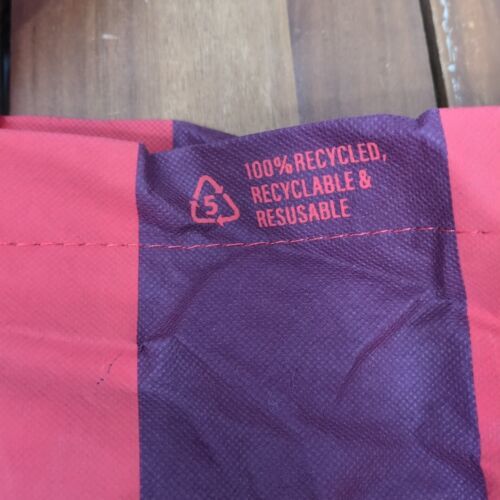 100% RECYCLED,
RECYCLABLE &
RESUSABLE
5